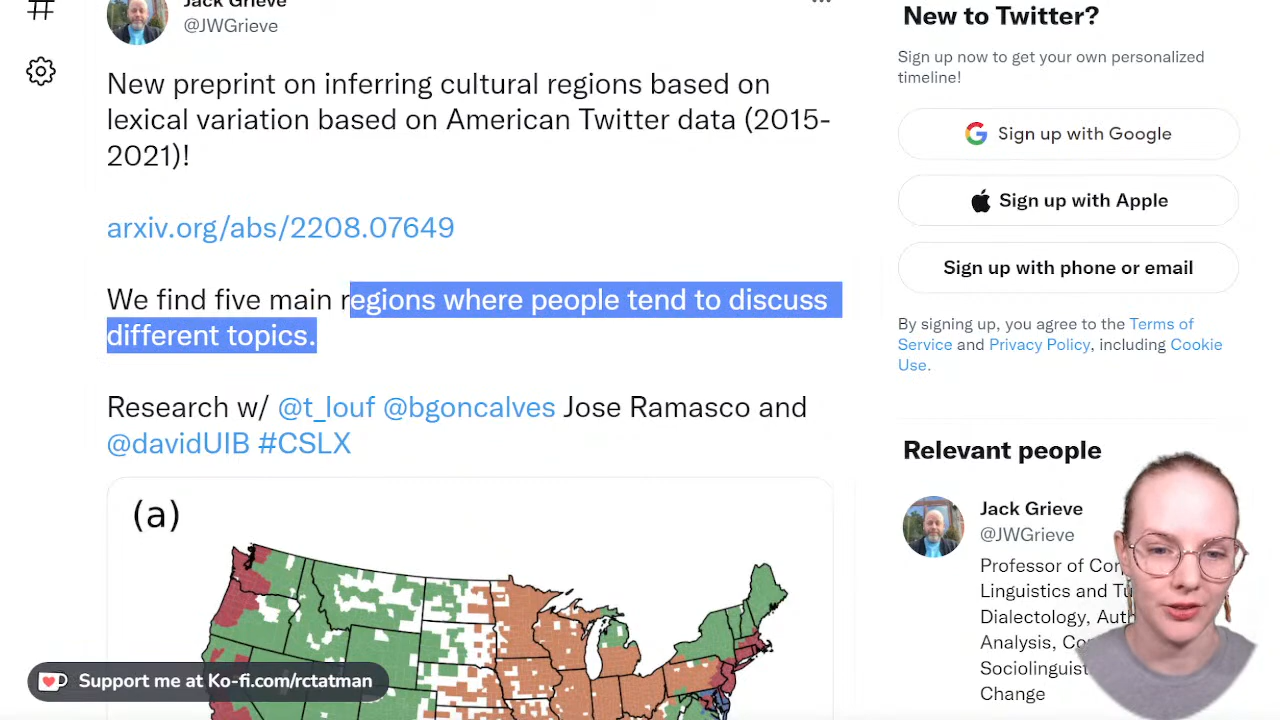 #
Jack Grieve
@JWGrieve
New preprint on inferring cultural regions based on
lexical variation based on American Twitter data (2015-
2021)!
arxiv.org/abs/2208.07649
We find five main regions where people tend to discuss
different topics.
Research w/ @t_louf @bgoncalves Jose Ramasco and
@davidUIB #CSLX
(a)
Support me at Ko-fi.com/rctatman
New to Twitter?
Sign up now to get your own personalized
timeline!
Sign up with Google
Sign up with Apple
Sign up with phone or email
By signing up, you agree to the Terms of
Service and Privacy Policy, including Cookie
Use.
Relevant people
Jack Grieve
@JWGrieve
Professor of
Linguistics and
Dialectology,
Analysis,
Change